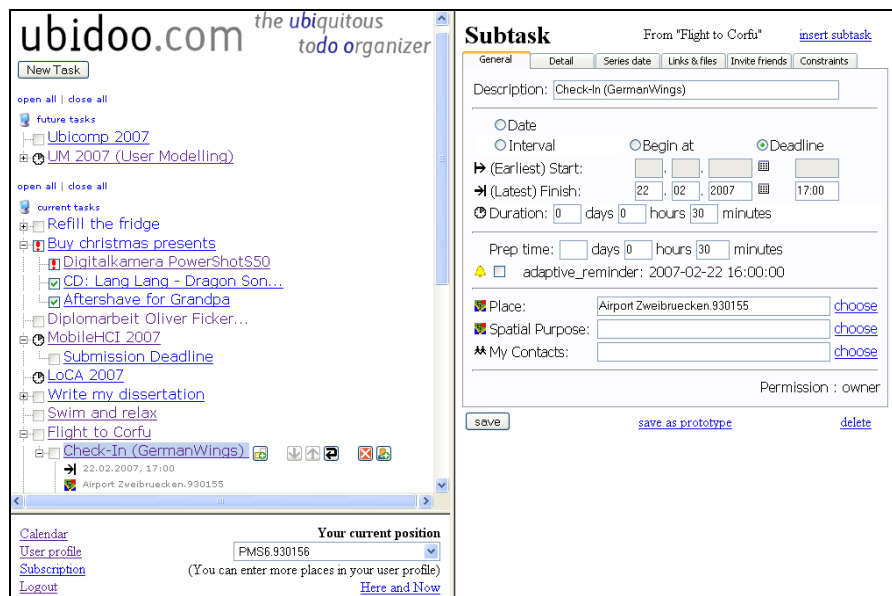 ubidoo.com the ubiquitous
todo organizer
New Task
open all | close all
future tasks
Ubicomp 2007
UM 2007 (User Modelling)
open all | close all
current tasks
Refill the fridge
Buy christmas presents
Digitalkamera PowerShotS50
CD: Lang Lang - Dragon Son...
Aftershave for Grandpa
Diplomarbeit Oliver Ficker...
MobileHCI 2007
Submission Deadline
LoCA 2007
Write my dissertation
Swim and relax
Flight to Corfu
Check-In (GermanWings)
22.02.2007, 17:00
Airport Zweibruecken.930155
Calendar
Your current position
User profile
PMS6.930156
Subscription
(You can enter more places in your user profile)
Logout
Here and Now
Subtask From "Flight to Corfu" insert subtask
General Detail Series date Links & files Invite friends Constraints
Description: Check-In (GermanWings)
Date
Interval Begin at Deadline
(Earliest) Start: . .
(Latest) Finish: 22 . 02 . 2007 17:00
Duration: 0 days 0 hours 30 minutes
Prep time: days 0 hours 30 minutes
adaptive_reminder: 2007-02-22 16:00:00
Place: Airport Zweibruecken.930155 choose
Spatial Purpose: choose
My Contacts: choose
Permission : owner
save save as prototype delete